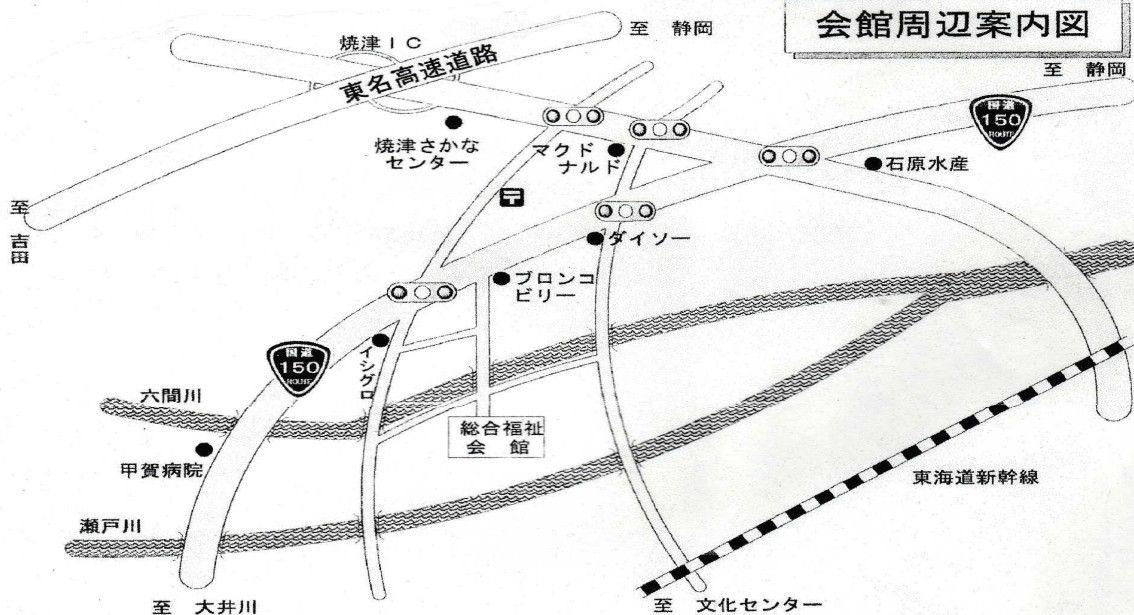 会館周辺案内図
焼津IC
至 静岡
東名高速道路
至 静岡
国道
150
ROUTE
焼津さかな
センター
マクド
ナルド
石原水産
至 吉田
〒
ダイソー
ブロンコ
ビリー
イシグロ
国道
150
ROUTE
六間川
総合福祉
会館
甲賀病院
東海道新幹線
瀬戸川
至 大井川
至 文化センター